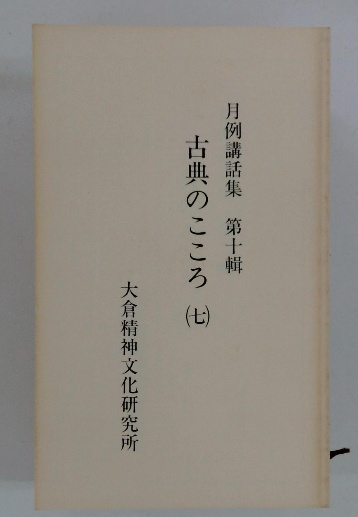 月例講話集　第十輯
古典のこころ㈦
大倉精神文化研究所